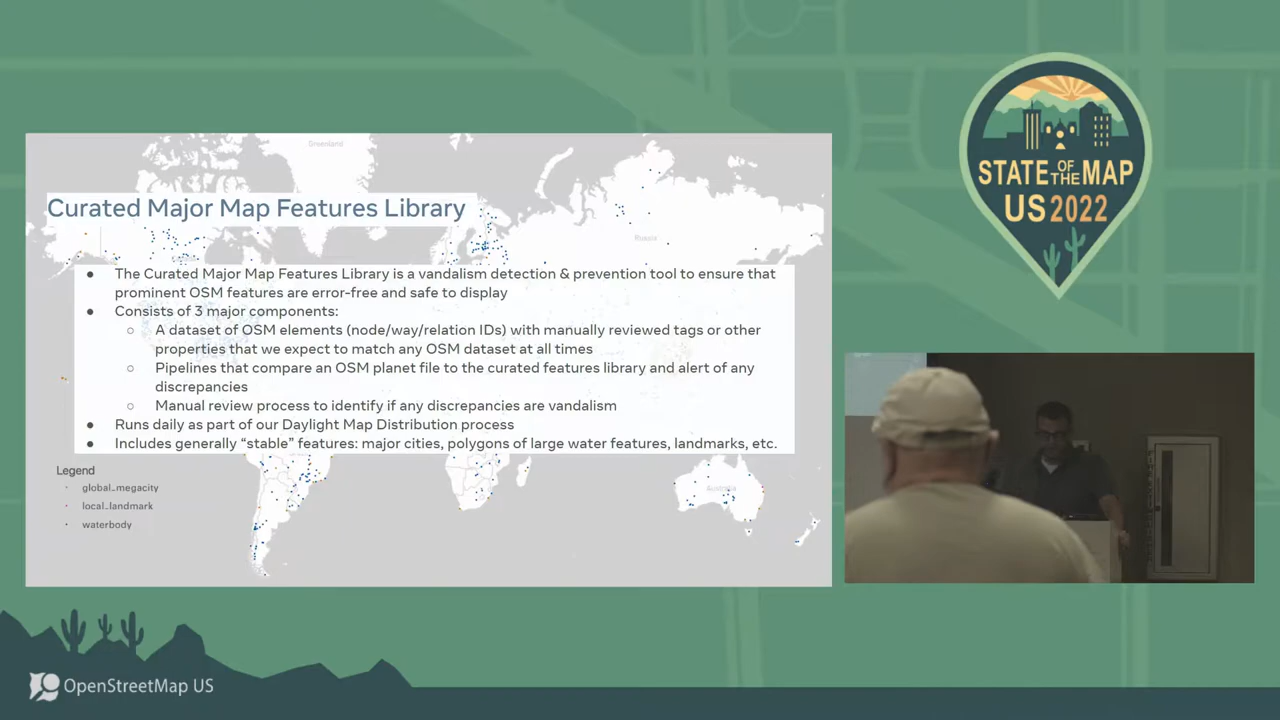 Greenland
Russia
Curated Major Map Features Library
● The Curated Major Map Features Library is a vandalism detection & prevention tool to ensure that
prominent OSM features are error-free and safe to display
● Consists of 3 major components:
○ A dataset of OSM elements (node/way/relation IDs) with manually reviewed tags or other
properties that we expect to match any OSM dataset at all times
○ Pipelines that compare an OSM planet file to the curated features library and alert of any
discrepancies
○ Manual review process to identify if any discrepancies are vandalism
● Runs daily as part of our Daylight Map Distribution process
● Includes generally “stable” features: major cities, polygons of large water features, landmarks, etc.
Legend
global_megacity
local_landmark
waterbody
Australia
STATE OF THE MAP
US 2022
OpenStreetMap US